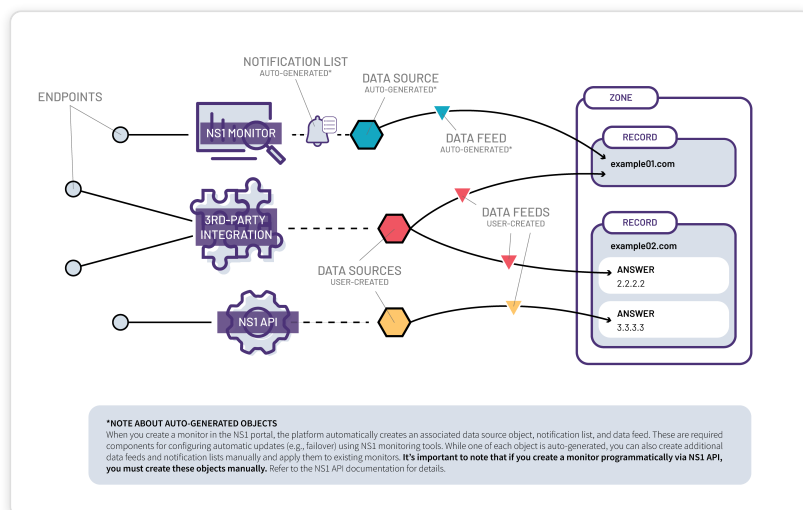 NOTIFICATION LIST
AUTO-GENERATED*
DATA SOURCE
AUTO-GENERATED*
ENDPOINTS
ZONE
NS1 MONITOR
RECORD
DATA FEED
AUTO-GENERATED*
example01.com
3RD-PARTY
INTEGRATION
DATA FEEDS
USER-CREATED
RECORD
example02.com
DATA SOURCES
USER-CREATED
ANSWER
2.2.2.2
NS1 API
ANSWER
3.3.3.3
*NOTE ABOUT AUTO-GENERATED OBJECTS
When you create a monitor in the NS1 portal, the platform automatically creates an associated data source object, notification list, and data feed. These are required
components for configuring automatic updates (e.g., failover) using NS1 monitoring tools. While one of each object is auto-generated, you can also create additional
data feeds and notification lists manually and apply them to existing monitors. It's important to note that if you create a monitor programmatically via NS1 API,
you must create these objects manually. Refer to the NS1 API documentation for details.